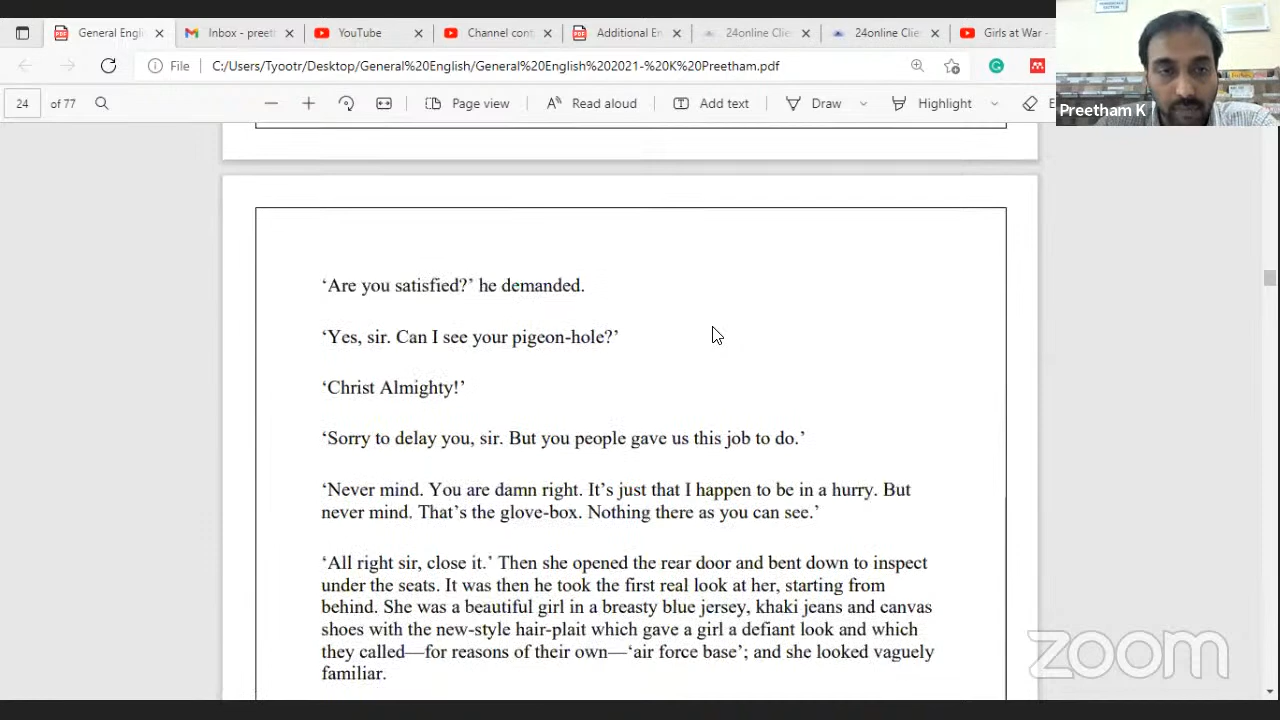 General Engli
Inbox - preeth
YouTube
Channel cont
Additional En
24online Clie
24online Clie
Girls at War -
File
C:/Users/Tyootr/Desktop/General%20English/General%20English%202021-%20K%20Preetham.pdf
24 of 77
Page view
Read aloud
Add text
Draw
Highlight
Preetham K
‘Are you satisfied?’ he demanded.
‘Yes, sir. Can I see your pigeon-hole?’
‘Christ Almighty!’
‘Sorry to delay you, sir. But you people gave us this job to do.’
‘Never mind. You are damn right. It’s just that I happen to be in a hurry. But
never mind. That’s the glove-box. Nothing there as you can see.’
‘All right sir, close it.’ Then she opened the rear door and bent down to inspect
under the seats. It was then he took the first real look at her, starting from
behind. She was a beautiful girl in a breasty blue jersey, khaki jeans and canvas
shoes with the new-style hair-plait which gave a girl a defiant look and which
they called—for reasons of their own—‘air force base’; and she looked vaguely
familiar.
zoom